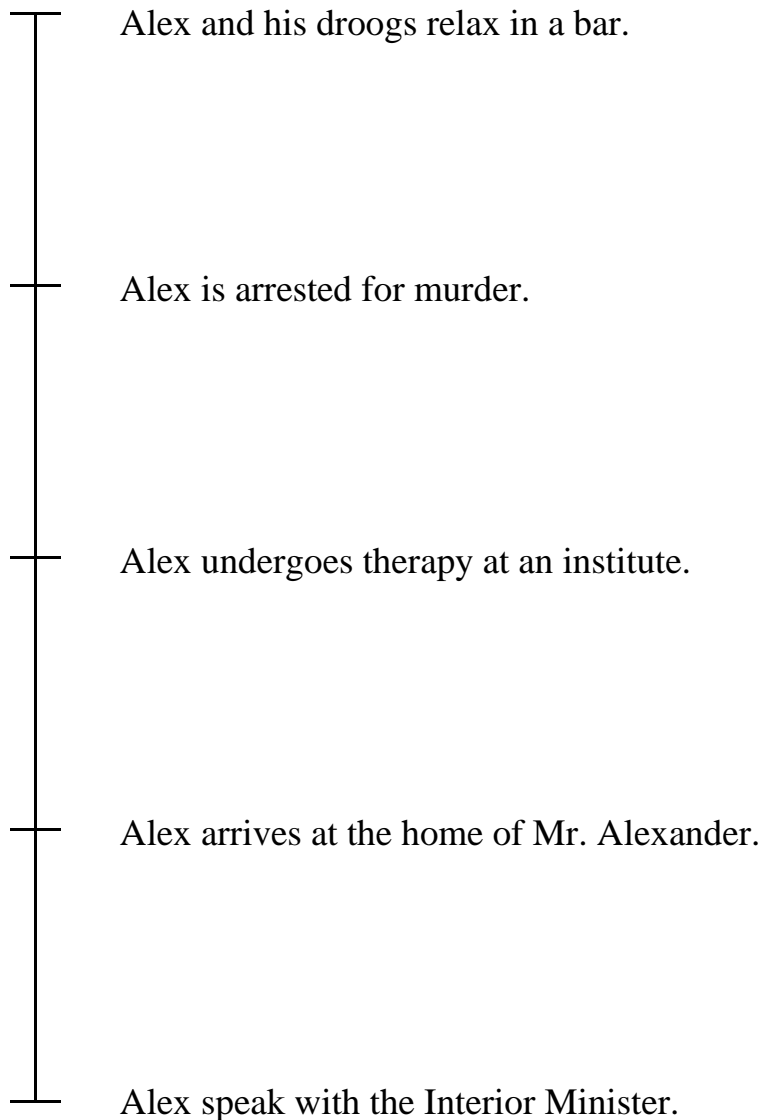 Alex and his droogs relax in a bar.
Alex is arrested for murder.
Alex undergoes therapy at an institute.
Alex arrives at the home of Mr. Alexander.
Alex speak with the Interior Minister.